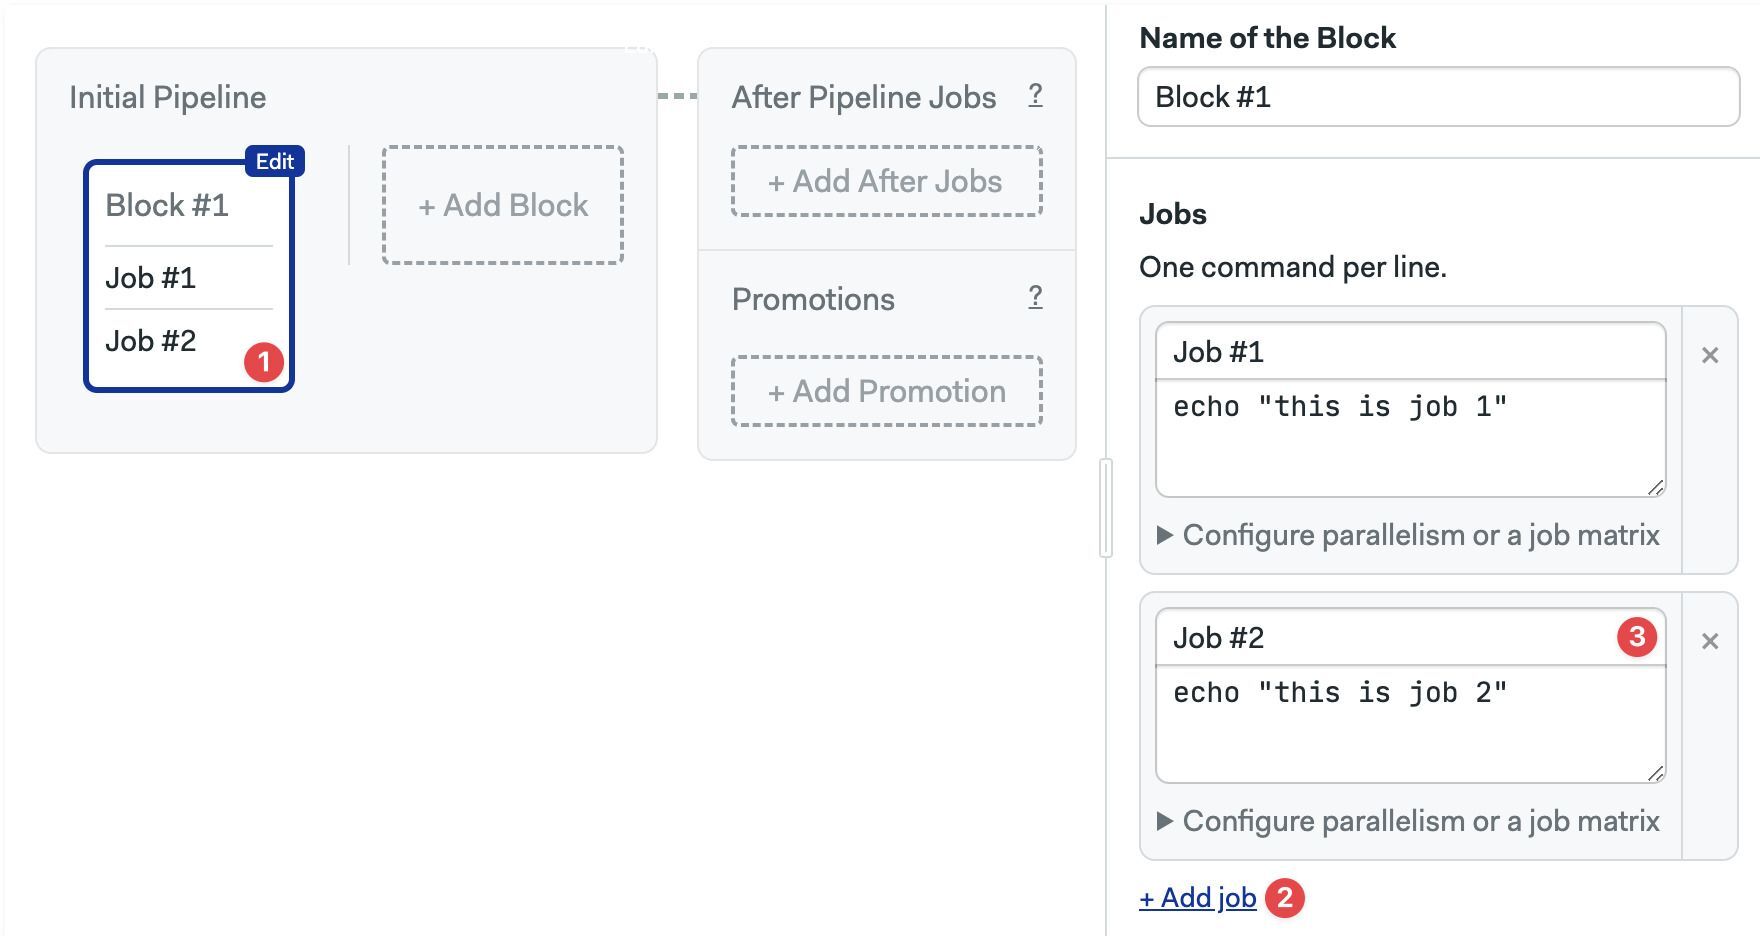 Initial Pipeline
Edit
Block #1
Job #1
Job #2
1
+ Add Block
After Pipeline Jobs ?
+ Add After Jobs
Promotions ?
+ Add Promotion
Name of the Block
Block #1
Jobs
One command per line.
Job #1 ×
echo "this is job 1"
▶ Configure parallelism or a job matrix
Job #2 3 ×
echo "this is job 2"
▶ Configure parallelism or a job matrix
+ Add job 2